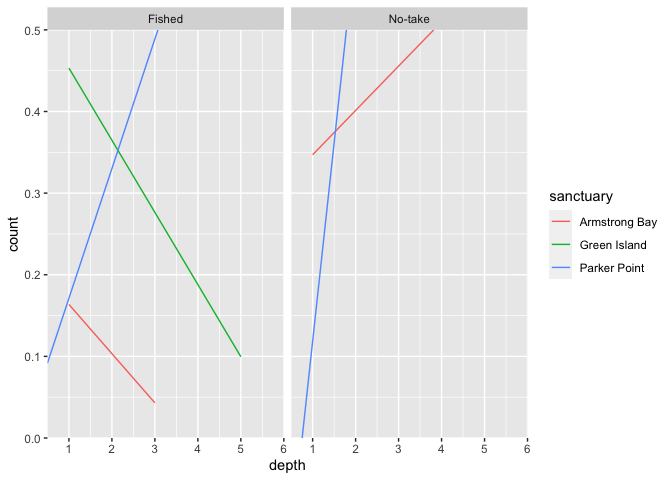 Fished
No-take
0.5
0.4
0.3
0.2
0.1
0.0
count
1 2 3 4 5 6
1 2 3 4 5 6
depth
sanctuary
Armstrong Bay
Green Island
Parker Point